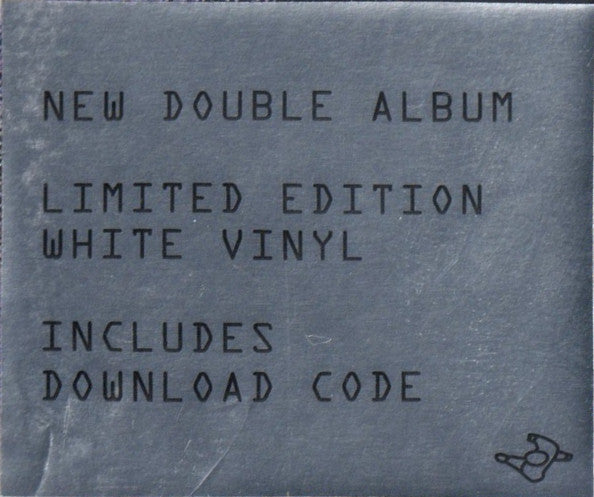 NEW DOUBLE ALBUM
LIMITED EDITION
WHITE VINYL
INCLUDES
DOWNLOAD CODE